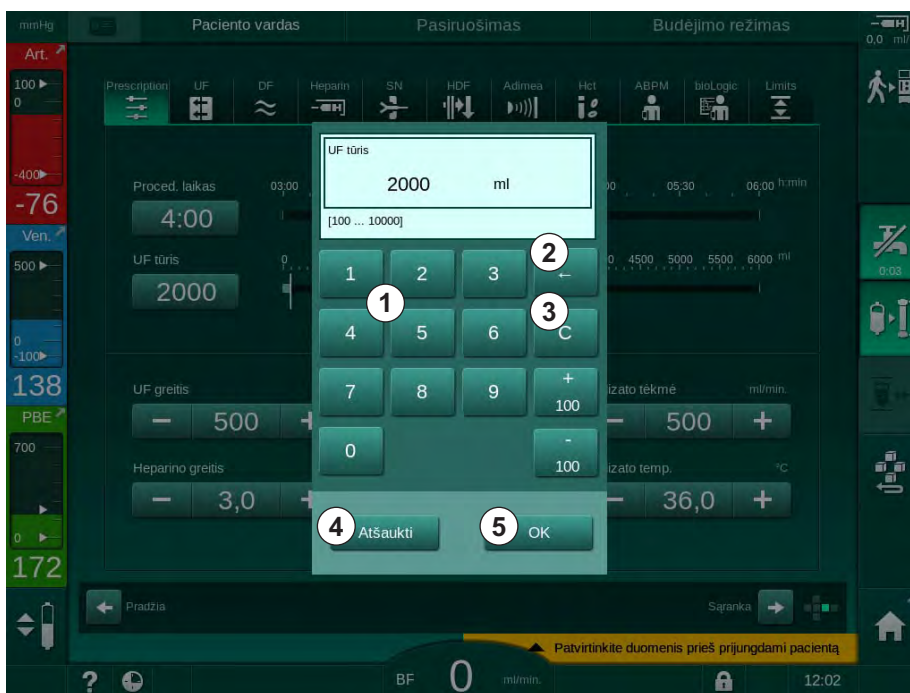 mmHg Paciento vardas Pasiruošimas Budėjimo režimas
0,0 ml/
Art.
100
0
-400
-76
Ven.
500
0
-100
138
PBE
700
0
172
Prescription UF DF Heparin SN HDF Adimea Hct ABPM bioLogic Limits
Proced. laikas 03:00 05:30 06:00 h:min
4:00
UF tūris 0 4500 5000 5500 6000 ml
2000
UF greitis
− 500 +
Heparino greitis
− 3,0 +
UF tūris
2000 ml
[100 ... 10000]
1 2 3 ←
4 5 6 C
7 8 9 + 100
0 - 100
Atšaukti OK
1
2
3
4
5
izato tėkmė ml/min.
− 500 +
izato temp. °C
− 36,0 +
0:03
Pradžia Sąranka
Patvirtinkite duomenis prieš prijungdami pacientą
? BF 0 ml/min. 12:02